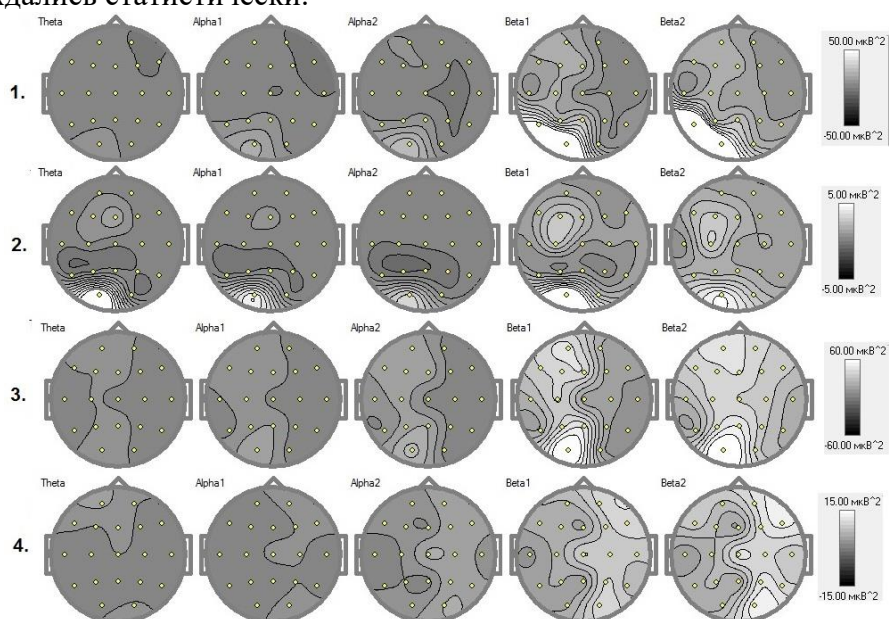 дались статистически.
Theta Alpha1 Alpha2 Beta1 Beta2
1. 50.00 мкВ^2
-50.00 мкВ^2
Theta Alpha1 Alpha2 Beta1 Beta2
2. 5.00 мкВ^2
-5.00 мкВ^2
Theta Alpha1 Alpha2 Beta1 Beta2
3. 60.00 мкВ^2
-60.00 мкВ^2
Theta Alpha1 Alpha2 Beta1 Beta2
4. 15.00 мкВ^2
-15.00 мкВ^2